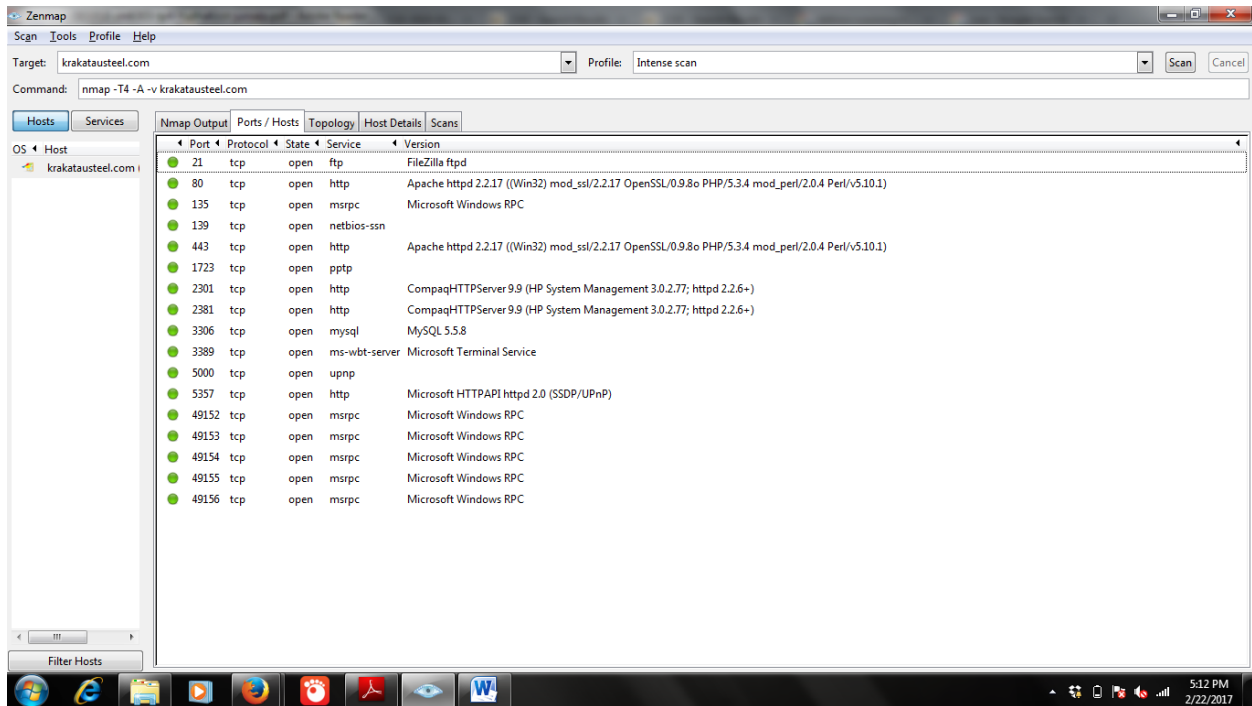 Zenmap
Scan Tools Profile Help
Target: krakatausteel.com Profile: Intense scan Scan Cancel
Command: nmap -T4 -A -v krakatausteel.com
Hosts Services Nmap Output Ports / Hosts Topology Host Details Scans
OS Host Port Protocol State Service Version
krakatausteel.com
21 tcp open ftp FileZilla ftpd
80 tcp open http Apache httpd 2.2.17 ((Win32) mod_ssl/2.2.17 OpenSSL/0.9.8o PHP/5.3.4 mod_perl/2.0.4 Perl/v5.10.1)
135 tcp open msrpc Microsoft Windows RPC
139 tcp open netbios-ssn
443 tcp open http Apache httpd 2.2.17 ((Win32) mod_ssl/2.2.17 OpenSSL/0.9.8o PHP/5.3.4 mod_perl/2.0.4 Perl/v5.10.1)
1723 tcp open pptp
2301 tcp open http CompaqHTTPServer 9.9 (HP System Management 3.0.2.77; httpd 2.2.6+)
2381 tcp open http CompaqHTTPServer 9.9 (HP System Management 3.0.2.77; httpd 2.2.6+)
3306 tcp open mysql MySQL 5.5.8
3389 tcp open ms-wbt-server Microsoft Terminal Service
5000 tcp open upnp
5357 tcp open http Microsoft HTTPAPI httpd 2.0 (SSDP/UPnP)
49152 tcp open msrpc Microsoft Windows RPC
49153 tcp open msrpc Microsoft Windows RPC
49154 tcp open msrpc Microsoft Windows RPC
49155 tcp open msrpc Microsoft Windows RPC
49156 tcp open msrpc Microsoft Windows RPC
Filter Hosts
5:12 PM
2/22/2017